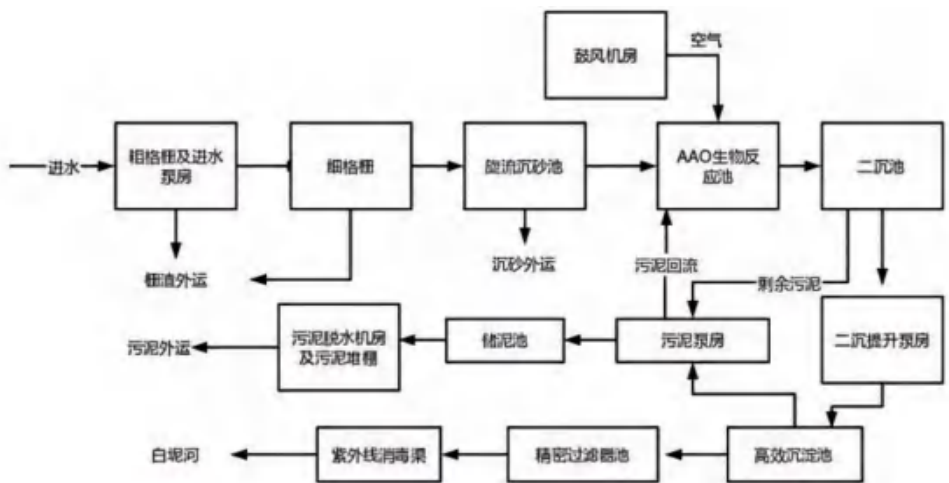 鼓风机房
空气
进水
粗格栅及进水
泵房
细格栅
旋流沉砂池
AAO生物反
应池
二沉池
栅渣外运
沉砂外运
污泥回流
剩余污泥
污泥外运
污泥脱水机房
及污泥堆棚
储泥池
污泥泵房
二沉提升泵房
白坭河
紫外线消毒渠
精密过滤器池
高效沉淀池